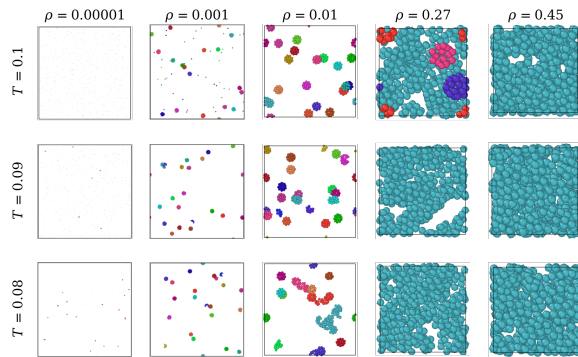 ρ = 0.00001 ρ = 0.001 ρ = 0.01 ρ = 0.27 ρ = 0.45
T = 0.1
T = 0.09
T = 0.08